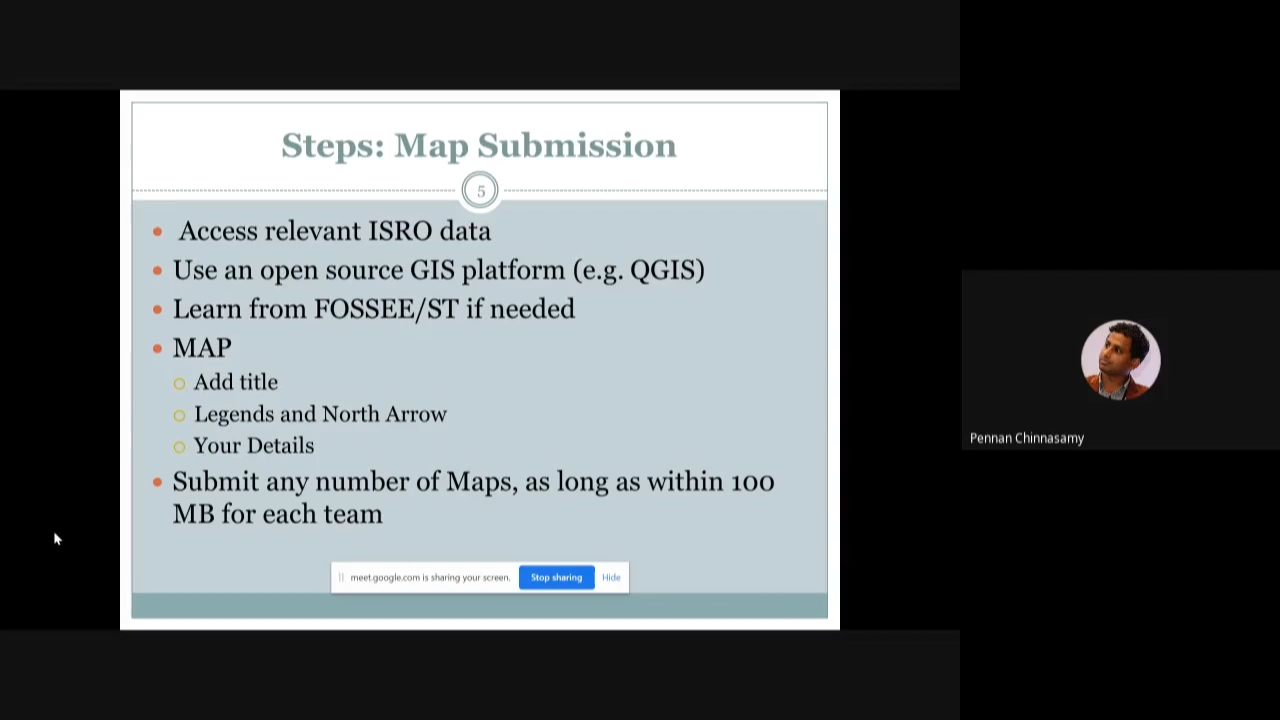 Steps: Map Submission
5
Access relevant ISRO data
Use an open source GIS platform (e.g. QGIS)
Learn from FOSSEE/ST if needed
MAP
Add title
Legends and North Arrow
Your Details
Submit any number of Maps, as long as within 100
MB for each team
meet.google.com is sharing your screen. Stop sharing Hide
Pennan Chinnasamy